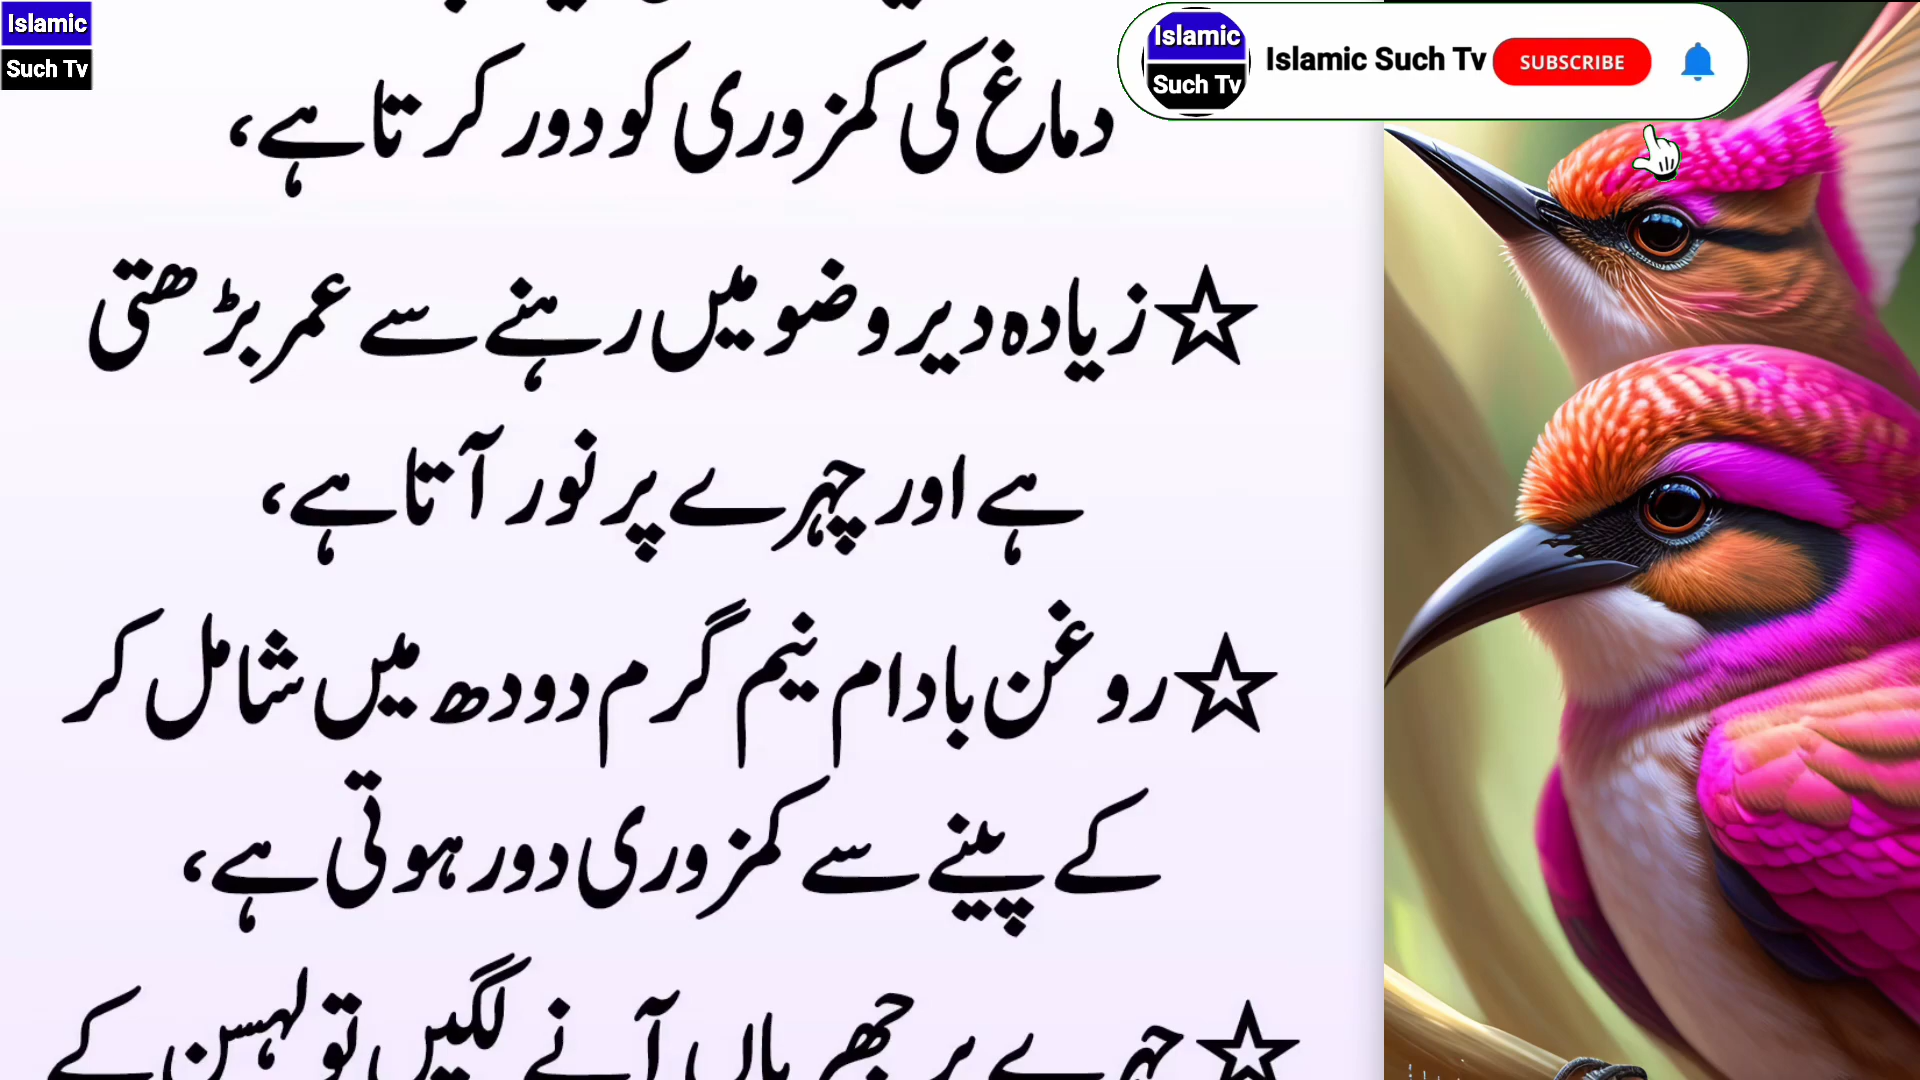 Islamic
Such Tv
Islamic
Such Tv
Islamic Such Tv
SUBSCRIBE
دماغ کی کمزوری کو دور کرتا ہے،
☆زیادہ دیر وضو میں رہنے سے عمر بڑھتی
ہے اور چہرے پر نور آتا ہے،
☆روغن بادام نیم گرم دودھ میں شامل کر
کے پینے سے کمزوری دور ہوتی ہے،
☆چہرے پر جھریاں آنے لگیں تو لہسن کے